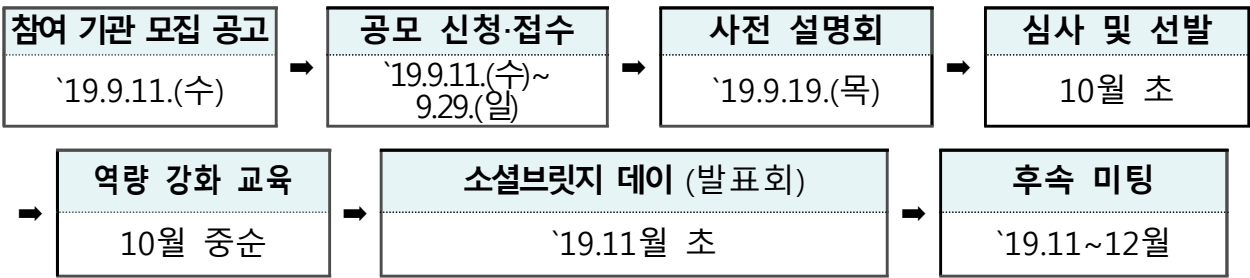 참여 기관 모집 공고
`19.9.11.(수)
➡
공모 신청·접수
`19.9.11.(수)~
9.29.(일)
➡
사전 설명회
`19.9.19.(목)
➡
심사 및 선발
10월 초
➡
역량 강화 교육
10월 중순
➡
소셜브릿지 데이 (발표회)
`19.11월 초
➡
후속 미팅
`19.11~12월